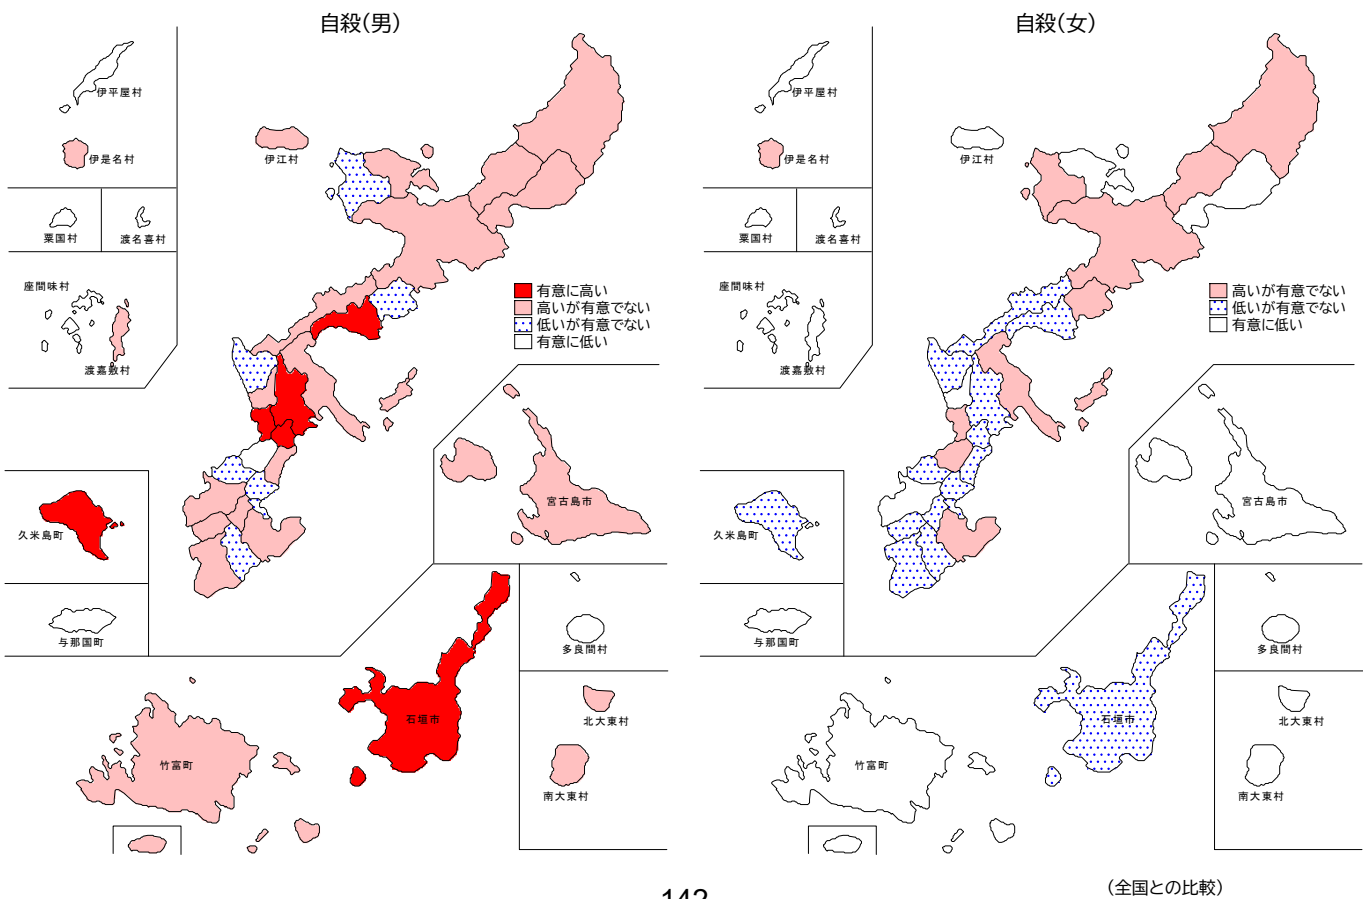 自殺(男)
伊平屋村
伊是名村
伊江村
粟国村
渡名喜村
座間味村
渡嘉敷村
有意に高い
高いが有意でない
低いが有意でない
有意に低い
久米島町
宮古島市
与那国町
多良間村
石垣市
北大東村
竹富町
南大東村
自殺(女)
伊平屋村
伊是名村
伊江村
粟国村
渡名喜村
座間味村
渡嘉敷村
高いが有意でない
低いが有意でない
有意に低い
久米島町
宮古島市
与那国町
多良間村
石垣市
北大東村
竹富町
南大東村
(全国との比較)
142